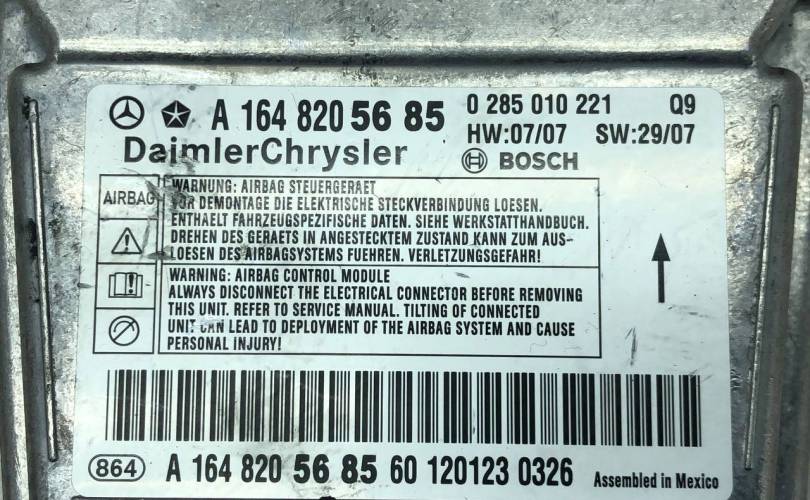 A 164 820 56 85 0 285 010 221 Q9
HW:07/07 SW:29/07
DaimlerChrysler BOSCH
AIRBAG
WARNUNG: AIRBAG STEUERGERAET
VOR DEMONTAGE DIE ELEKTRISCHE STECKVERBINDUNG LOESEN.
ENTHAELT FAHRZEUGSPEZIFISCHE DATEN. SIEHE WERKSTATTHANDBUCH.
DREHEN DES GERAETS IN ANGESTECKTEM ZUSTAND KANN ZUM AUS-
LOESEN DES AIRBAGSYSTEMS FUEHREN. VERLETZUNGSGEFAHR!
WARNING: AIRBAG CONTROL MODULE
ALWAYS DISCONNECT THE ELECTRICAL CONNECTOR BEFORE REMOVING
THIS UNIT. REFER TO SERVICE MANUAL. TILTING OF CONNECTED
UNIT CAN LEAD TO DEPLOYMENT OF THE AIRBAG SYSTEM AND CAUSE
PERSONAL INJURY!
864 A 164 820 56 85 60 120123 0326 Assembled in Mexico